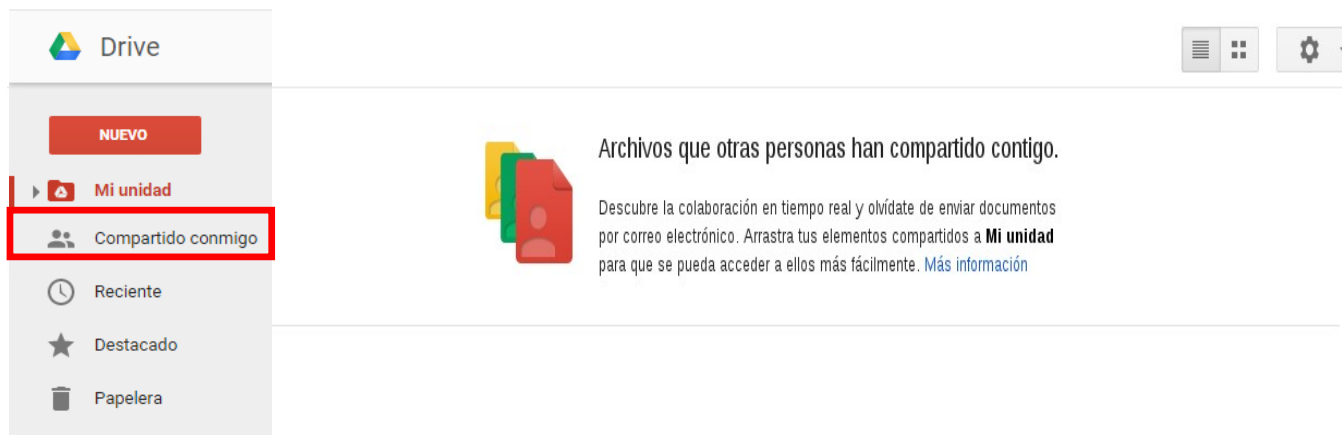 Drive
NUEVO
Mi unidad
Compartido conmigo
Reciente
Destacado
Papelera
Archivos que otras personas han compartido contigo.
Descubre la colaboración en tiempo real y olvídate de enviar documentos
por correo electrónico. Arrastra tus elementos compartidos a Mi unidad
para que se pueda acceder a ellos más fácilmente. Más información